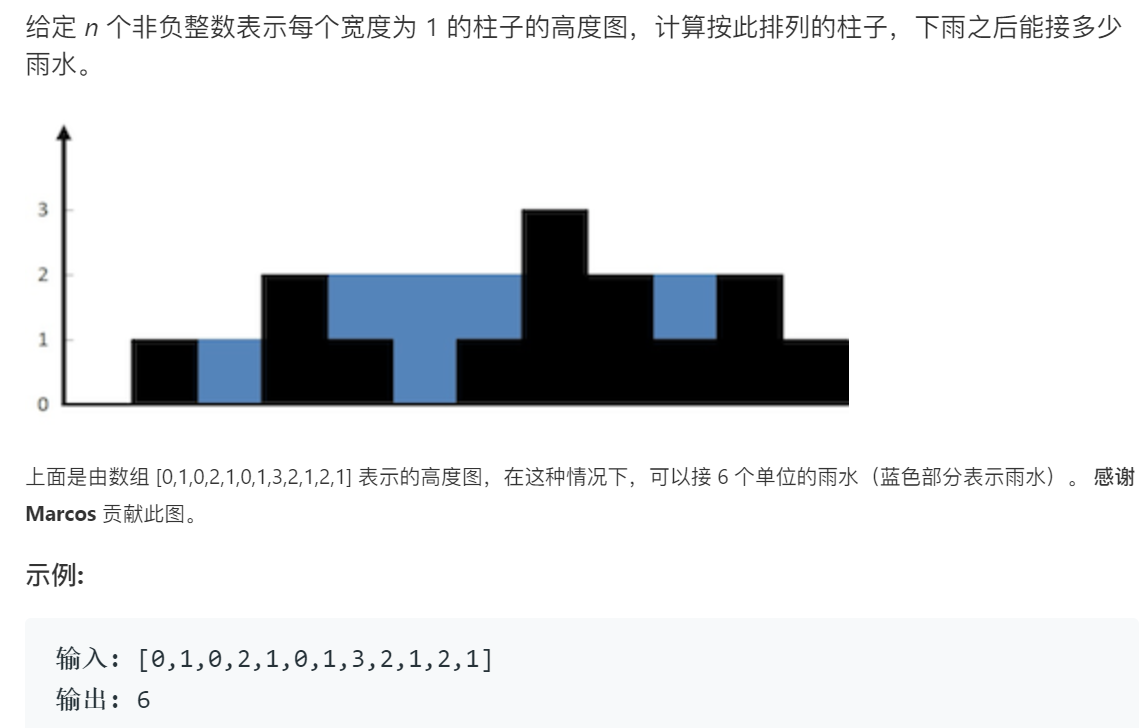 给定 n 个非负整数表示每个宽度为 1 的柱子的高度图，计算按此排列的柱子，下雨之后能接多少
雨水。
3
2
1
0
上面是由数组 [0,1,0,2,1,0,1,3,2,1,2,1] 表示的高度图，在这种情况下，可以接 6 个单位的雨水（蓝色部分表示雨水）。 感谢
Marcos 贡献此图。
示例:
输入: [0,1,0,2,1,0,1,3,2,1,2,1]
输出: 6